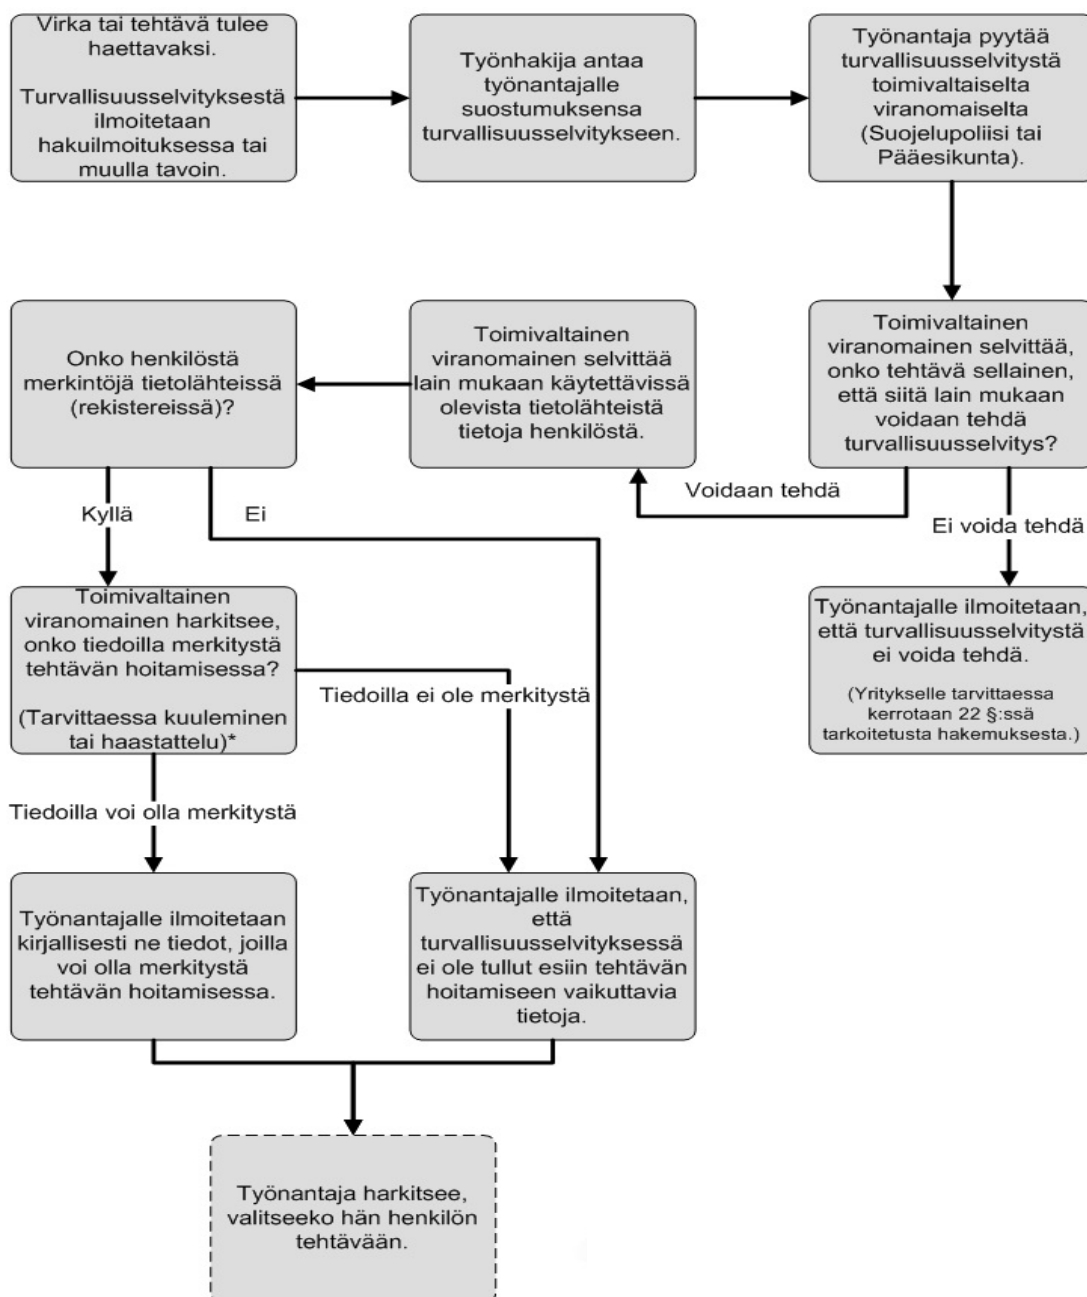 Virka tai tehtävä tulee
haettavaksi.
Turvallisuusselvityksestä
ilmoitetaan
hakuilmoituksessa tai
muulla tavoin.
Työnhakija antaa
työnantajalle
suostumuksensa
turvallisuusselvitykseen.
Työnantaja pyytää
turvallisuusselvitystä
toimivaltaiselta
viranomaiselta
(Suojelupoliisi tai
Pääesikunta).
Toimivaltainen
viranomainen selvittää,
onko tehtävä sellainen,
että siitä lain mukaan
voidaan tehdä
turvallisuusselvitys?
Toimivaltainen
viranomainen selvittää
lain mukaan käytettävissä
olevista tietolähteistä
tietoja henkilöstä.
Onko henkilöstä
merkintöjä tietolähteissä
(rekistereissä)?
Voidaan tehdä
Ei voida tehdä
Kyllä
Ei
Työnantajalle ilmoitetaan,
että turvallisuusselvitystä
ei voida tehdä.
(Yritykselle tarvittaessa
kerrotaan 22 §:ssä
tarkoitetusta hakemuksesta.)
Toimivaltainen
viranomainen harkitsee,
onko tiedoilla merkitystä
tehtävän hoitamisessa?
(Tarvittaessa kuuleminen
tai haastattelu)*
Tiedoilla ei ole merkitystä
Tiedoilla voi olla merkitystä
Työnantajalle ilmoitetaan
kirjallisesti ne tiedot, joilla
voi olla merkitystä
tehtävän hoitamisessa.
Työnantajalle ilmoitetaan,
että
turvallisuusselvityksessä
ei ole tullut esiin tehtävän
hoitamiseen vaikuttavia
tietoja.
Työnantaja harkitsee,
valitseeko hän henkilön
tehtävään.